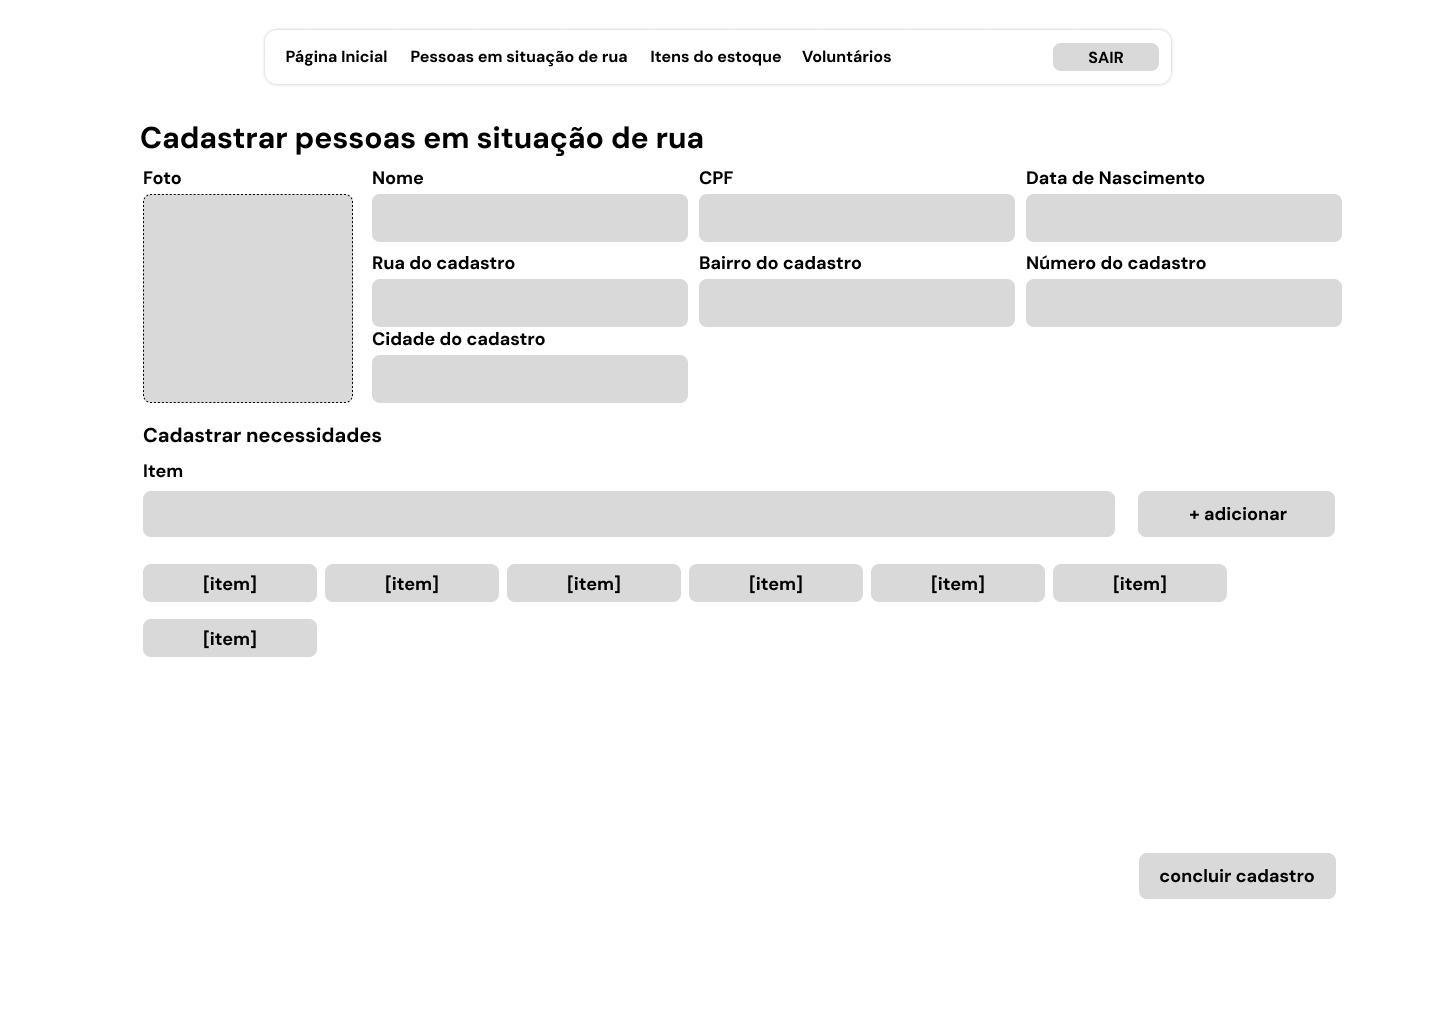 Página Inicial Pessoas em situação de rua Itens do estoque Voluntários SAIR
Cadastrar pessoas em situação de rua
Foto Nome CPF Data de Nascimento
Rua do cadastro Bairro do cadastro Número do cadastro
Cidade do cadastro
Cadastrar necessidades
Item
+ adicionar
[item] [item] [item] [item] [item] [item]
[item]
concluir cadastro